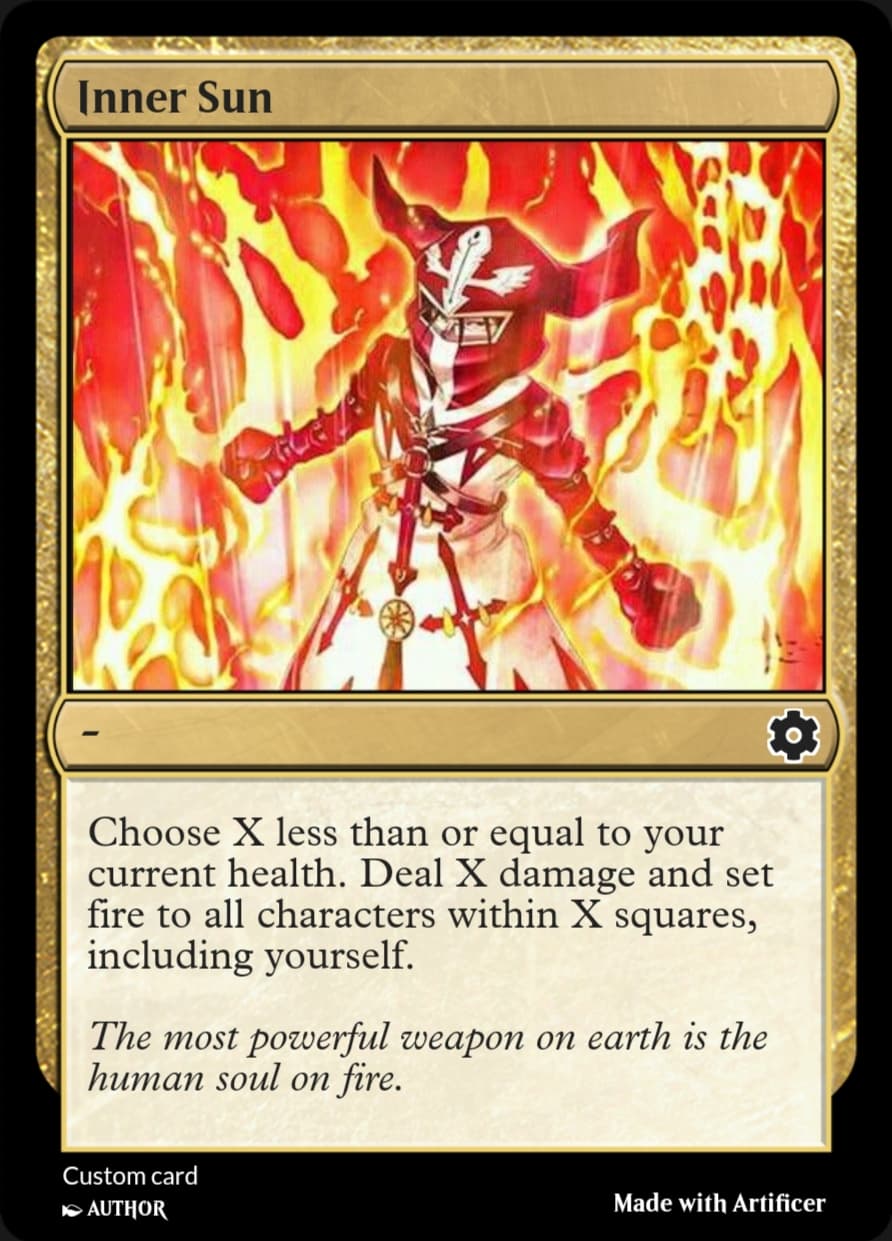 Inner Sun
-
Choose X less than or equal to your
current health. Deal X damage and set
fire to all characters within X squares,
including yourself.
The most powerful weapon on earth is the
human soul on fire.
Custom card
AUTHOR
Made with Artificer